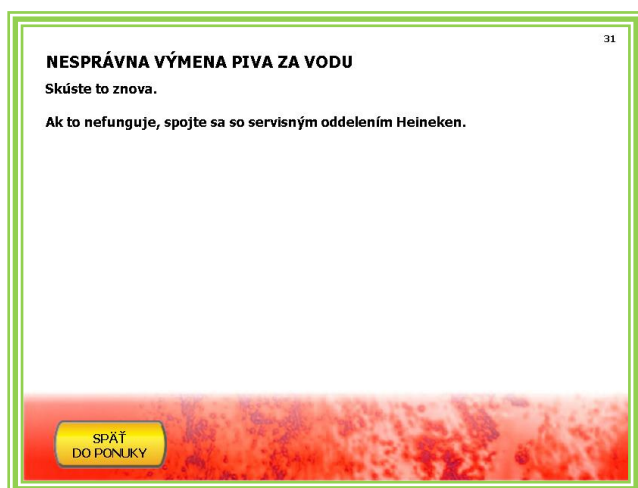 31
NESPRÁVNA VÝMENA PIVA ZA VODU
Skúste to znova.
Ak to nefunguje, spojte sa so servisným oddelením Heineken.
SPÄŤ
DO PONUKY